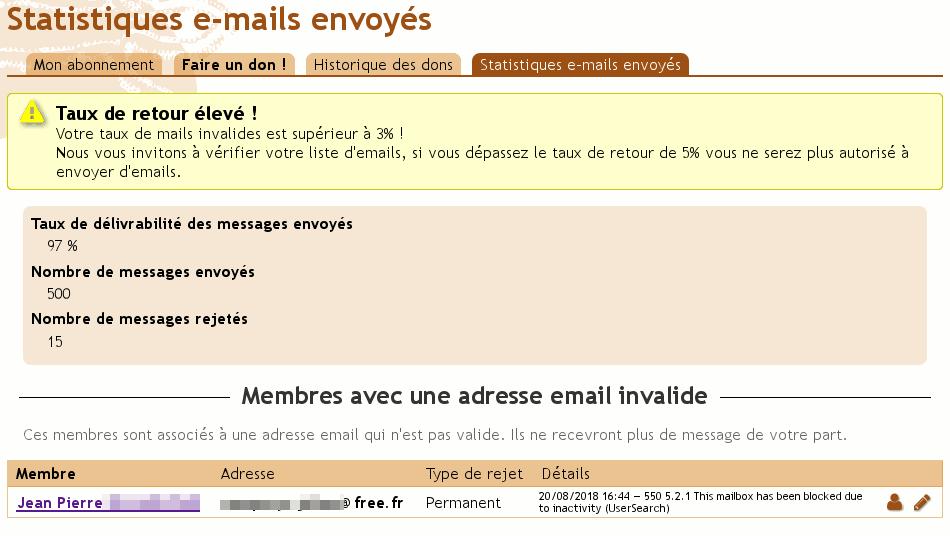 Statistiques e-mails envoyés
Mon abonnement Faire un don ! Historique des dons Statistiques e-mails envoyés
Taux de retour élevé !
Votre taux de mails invalides est supérieur à 3% !
Nous vous invitons à vérifier votre liste d'emails, si vous dépassez le taux de retour de 5% vous ne serez plus autorisé à
envoyer d'emails.
Taux de délivrabilité des messages envoyés
97 %
Nombre de messages envoyés
500
Nombre de messages rejetés
15
Membres avec une adresse email invalide
Ces membres sont associés à une adresse email qui n'est pas valide. Ils ne recevront plus de message de votre part.
Membre Adresse Type de rejet Détails
Jean Pierre @ free.fr Permanent 20/08/2018 16:44 – 550 5.2.1 This mailbox has been blocked due
to inactivity (UserSearch)